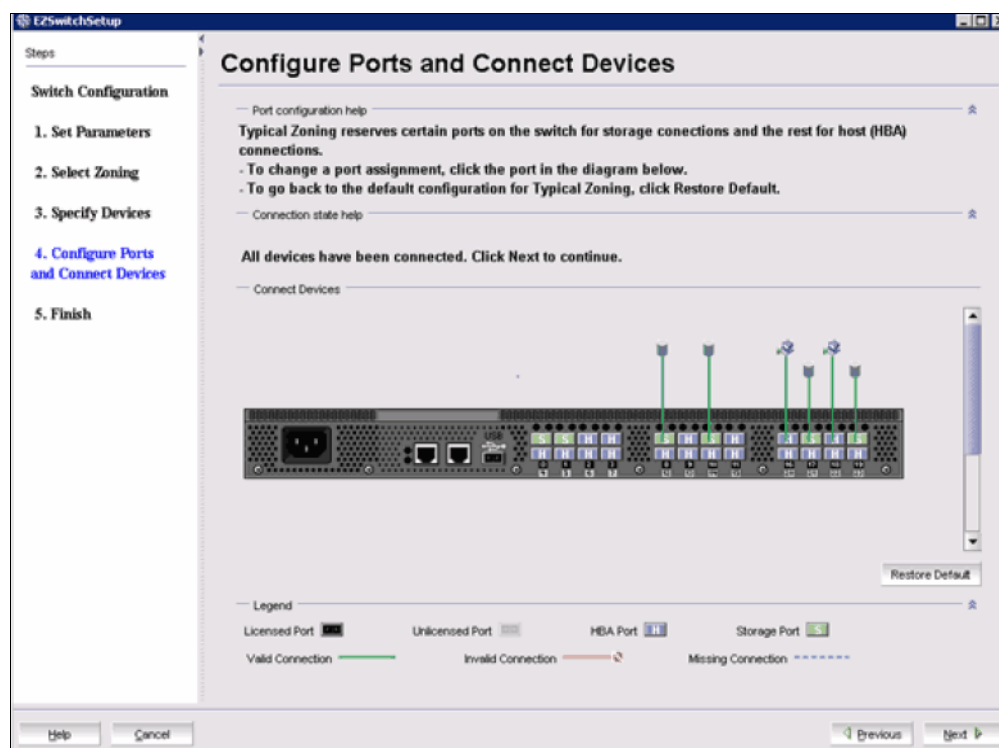 EZSwitchSetup
Steps
Switch Configuration
1. Set Parameters
2. Select Zoning
3. Specify Devices
4. Configure Ports
and Connect Devices
5. Finish
Configure Ports and Connect Devices
Port configuration help
Typical Zoning reserves certain ports on the switch for storage conections and the rest for host (HBA)
connections.
- To change a port assignment, click the port in the diagram below.
- To go back to the default configuration for Typical Zoning, click Restore Default.
Connection state help
All devices have been connected. Click Next to continue.
Connect Devices
USB
S S H H S H S H H S H S
H H H H H H H H H H H H
Restore Default
Legend
Licensed Port
Unlicensed Port
HBA Port H
Storage Port S
Valid Connection
Invalid Connection
Missing Connection
Help
Cancel
Previous
Next